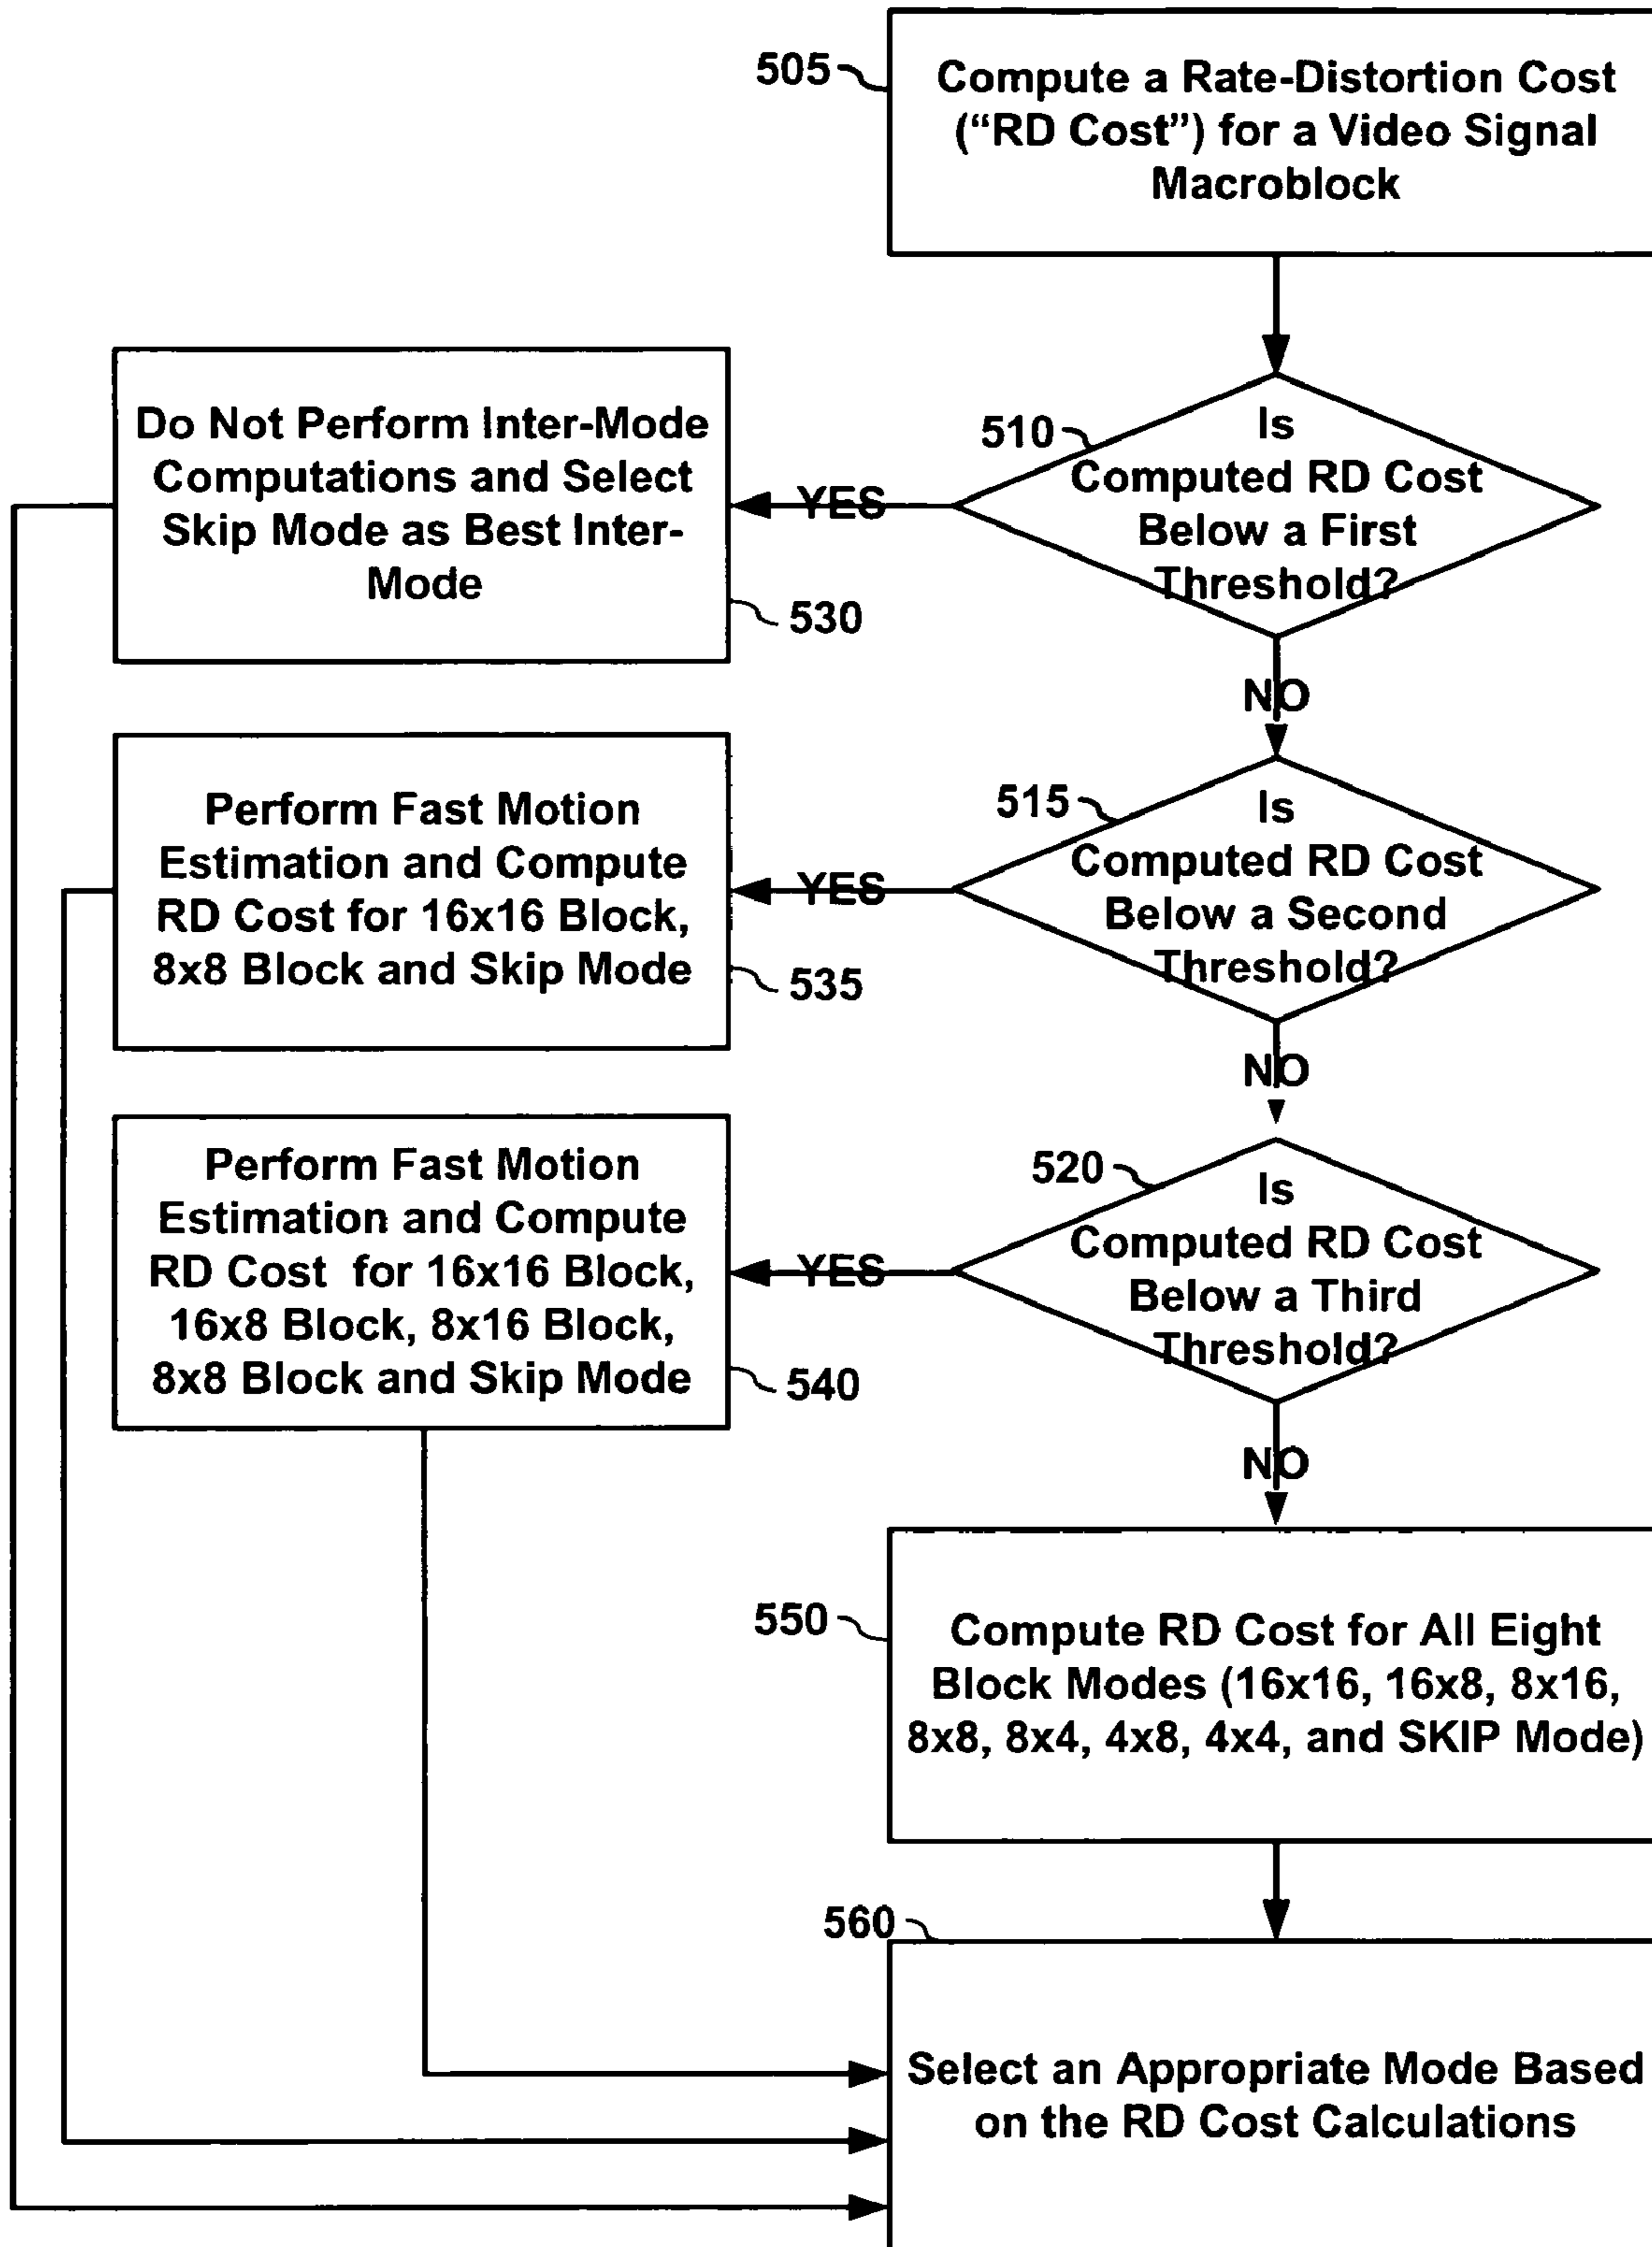 505
Compute a Rate-Distortion Cost
(“RD Cost”) for a Video Signal
Macroblock
510
Is
Computed RD Cost
Below a First
Threshold?
YES
Do Not Perform Inter-Mode
Computations and Select
Skip Mode as Best Inter-
Mode
530
NO
515
Is
Computed RD Cost
Below a Second
Threshold?
YES
Perform Fast Motion
Estimation and Compute
RD Cost for 16x16 Block,
8x8 Block and Skip Mode
535
NO
520
Is
Computed RD Cost
Below a Third
Threshold?
YES
Perform Fast Motion
Estimation and Compute
RD Cost for 16x16 Block,
16x8 Block, 8x16 Block,
8x8 Block and Skip Mode
540
NO
550
Compute RD Cost for All Eight
Block Modes (16x16, 16x8, 8x16,
8x8, 8x4, 4x8, 4x4, and SKIP Mode)
560
Select an Appropriate Mode Based
on the RD Cost Calculations